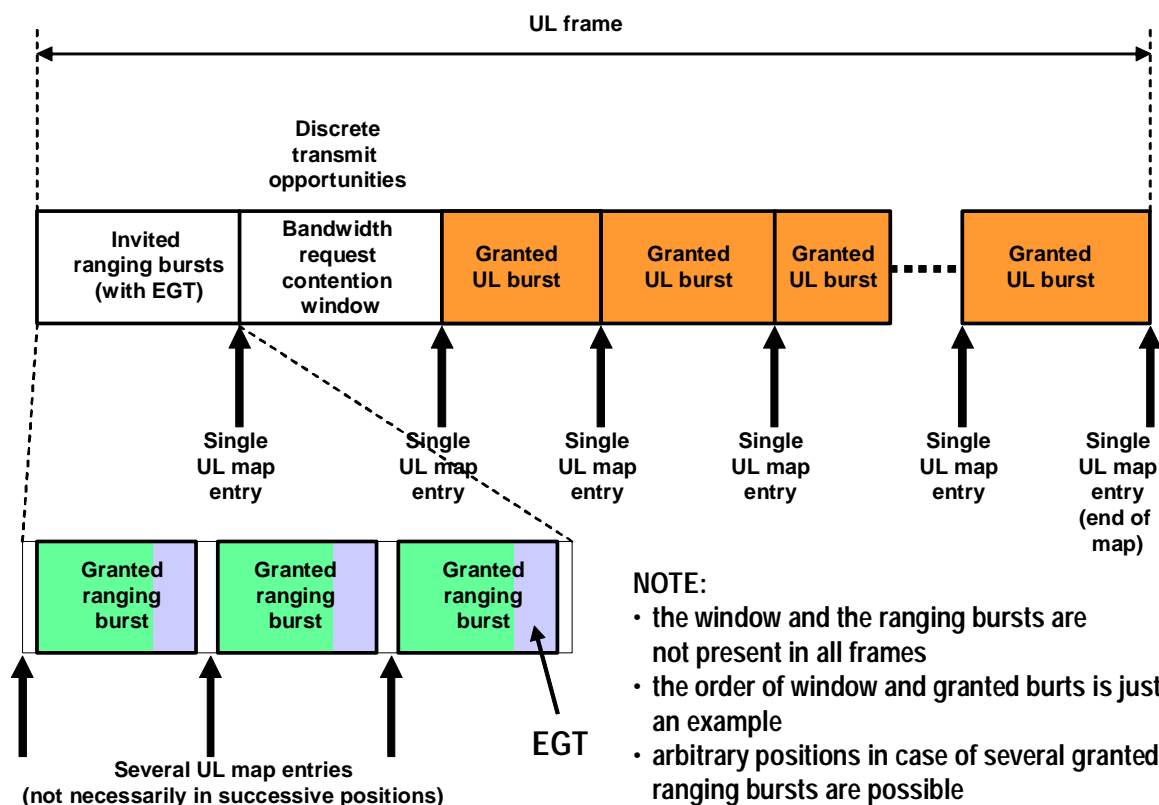 UL frame
Discrete
transmit
opportunities
Invited
ranging bursts
(with EGT)
Bandwidth
request
contention
window
Granted
UL burst
Granted
UL burst
Granted
UL burst
Granted
UL burst
Single
UL map
entry
Single
UL map
entry
Single
UL map
entry
Single
UL map
entry
Single
UL map
entry
Single
UL map
entry
(end of
map)
Granted
ranging
burst
Granted
ranging
burst
Granted
ranging
burst
EGT
Several UL map entries
(not necessarily in successive positions)
NOTE:
• the window and the ranging bursts are
not present in all frames
• the order of window and granted burts is just
an example
• arbitrary positions in case of several granted
ranging bursts are possible